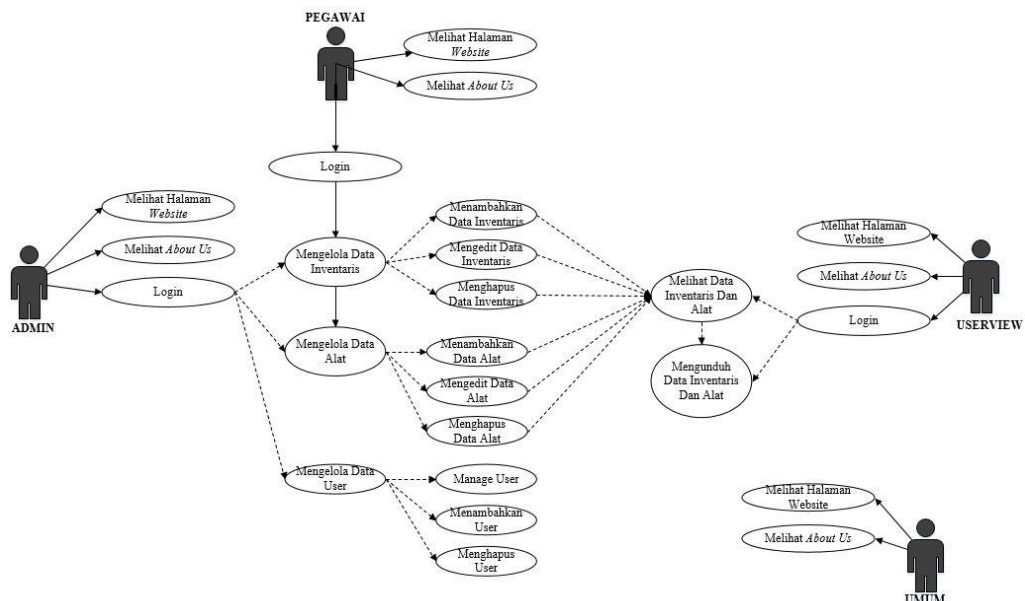 PEGAWAI
Melihat Halaman
Website
Melihat About Us
Login
Melihat Halaman
Website
Melihat About Us
Login
ADMIN
Mengelola Data
Inventaris
Menambahkan
Data Inventaris
Mengedit Data
Inventaris
Menghapus
Data Inventaris
Mengelola Data
Alat
Menambahkan
Data Alat
Mengedit Data
Alat
Menghapus
Data Alat
Mengelola Data
User
Manage User
Menambahkan
User
Menghapus
User
Melihat Data
Inventaris Dan
Alat
Mengunduh
Data Inventaris
Dan Alat
Melihat Halaman
Website
Melihat About Us
Login
USERVIEW
Melihat Halaman
Website
Melihat About Us
UMUM